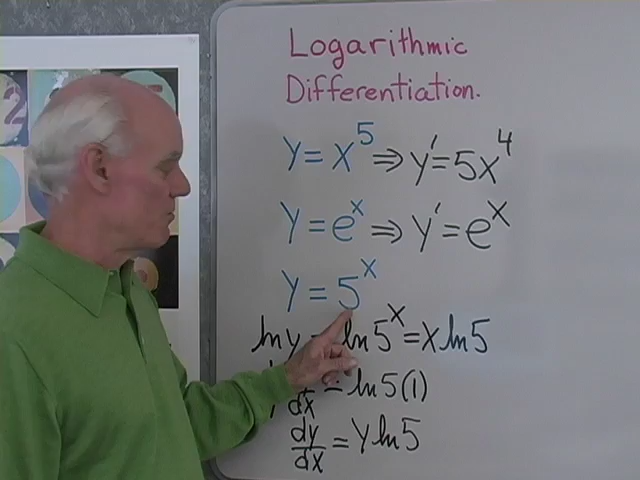 Logarithmic
Differentiation.
y = x⁵ ⇒ y' = 5x⁴
y = eˣ ⇒ y' = eˣ
y = 5ˣ
ln y = ln 5ˣ = x ln 5
dx = ln 5 (1)
dy/dx = y ln 5
2